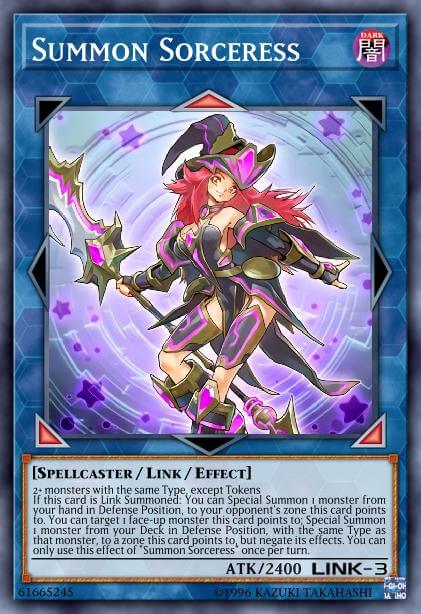 SUMMON SORCERESS
DARK
闇
[SPELLCASTER / LINK / EFFECT]
2+ monsters with the same Type, except Tokens
If this card is Link Summoned: You can Special Summon 1 monster from
your hand in Defense Position, to your opponent's zone this card points
to. You can target 1 face-up monster this card points to; Special Summon
1 monster from your Deck in Defense Position, with the same Type as
that monster, to a zone this card points to, but negate its effects. You can
only use this effect of "Summon Sorceress" once per turn.
ATK/2400 LINK-3
61665245 ©1996 KAZUKI TAKAHASHI